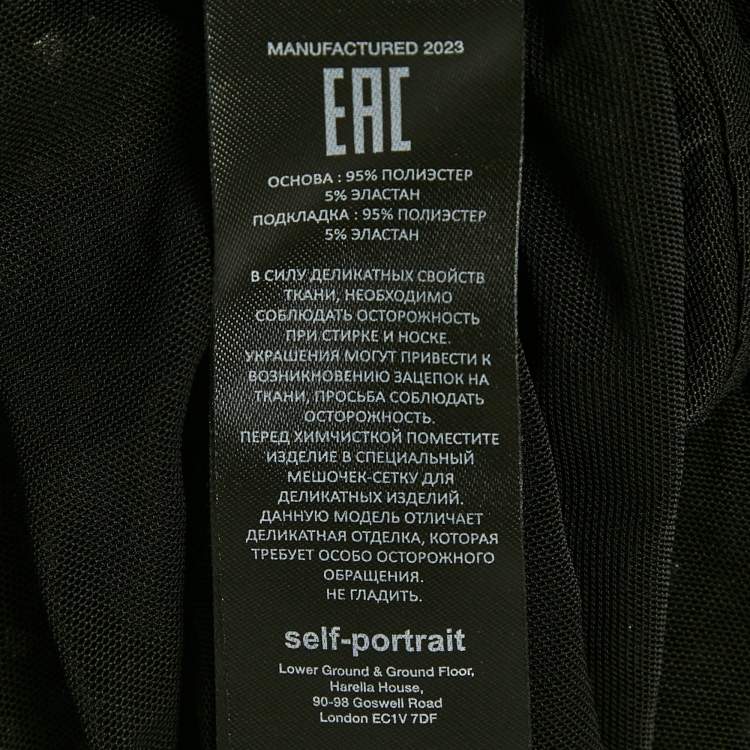 MANUFACTURED 2023
EAC
ОСНОВА : 95% ПОЛИЭСТЕР
5% ЭЛАСТАН
ПОДКЛАДКА : 95% ПОЛИЭСТЕР
5% ЭЛАСТАН
В СИЛУ ДЕЛИКАТНЫХ СВОЙСТВ
ТКАНИ, НЕОБХОДИМО
СОБЛЮДАТЬ ОСТОРОЖНОСТЬ
ПРИ СТИРКЕ И НОСКЕ.
УКРАШЕНИЯ МОГУТ ПРИВЕСТИ К
ВОЗНИКНОВЕНИЮ ЗАЦЕПОК НА
ТКАНИ, ПРОСЬБА СОБЛЮДАТЬ
ОСТОРОЖНОСТЬ.
ПЕРЕД ХИМЧИСТКОЙ ПОМЕСТИТЕ
ИЗДЕЛИЕ В СПЕЦИАЛЬНЫЙ
МЕШОЧЕК-СЕТКУ ДЛЯ
ДЕЛИКАТНЫХ ИЗДЕЛИЙ.
ДАННУЮ МОДЕЛЬ ОТЛИЧАЕТ
ДЕЛИКАТНАЯ ОТДЕЛКА, КОТОРАЯ
ТРЕБУЕТ ОСОБО ОСТОРОЖНОГО
ОБРАЩЕНИЯ.
НЕ ГЛАДИТЬ.
self-portrait
Lower Ground & Ground Floor,
Harella House,
90-98 Goswell Road
London EC1V 7DF